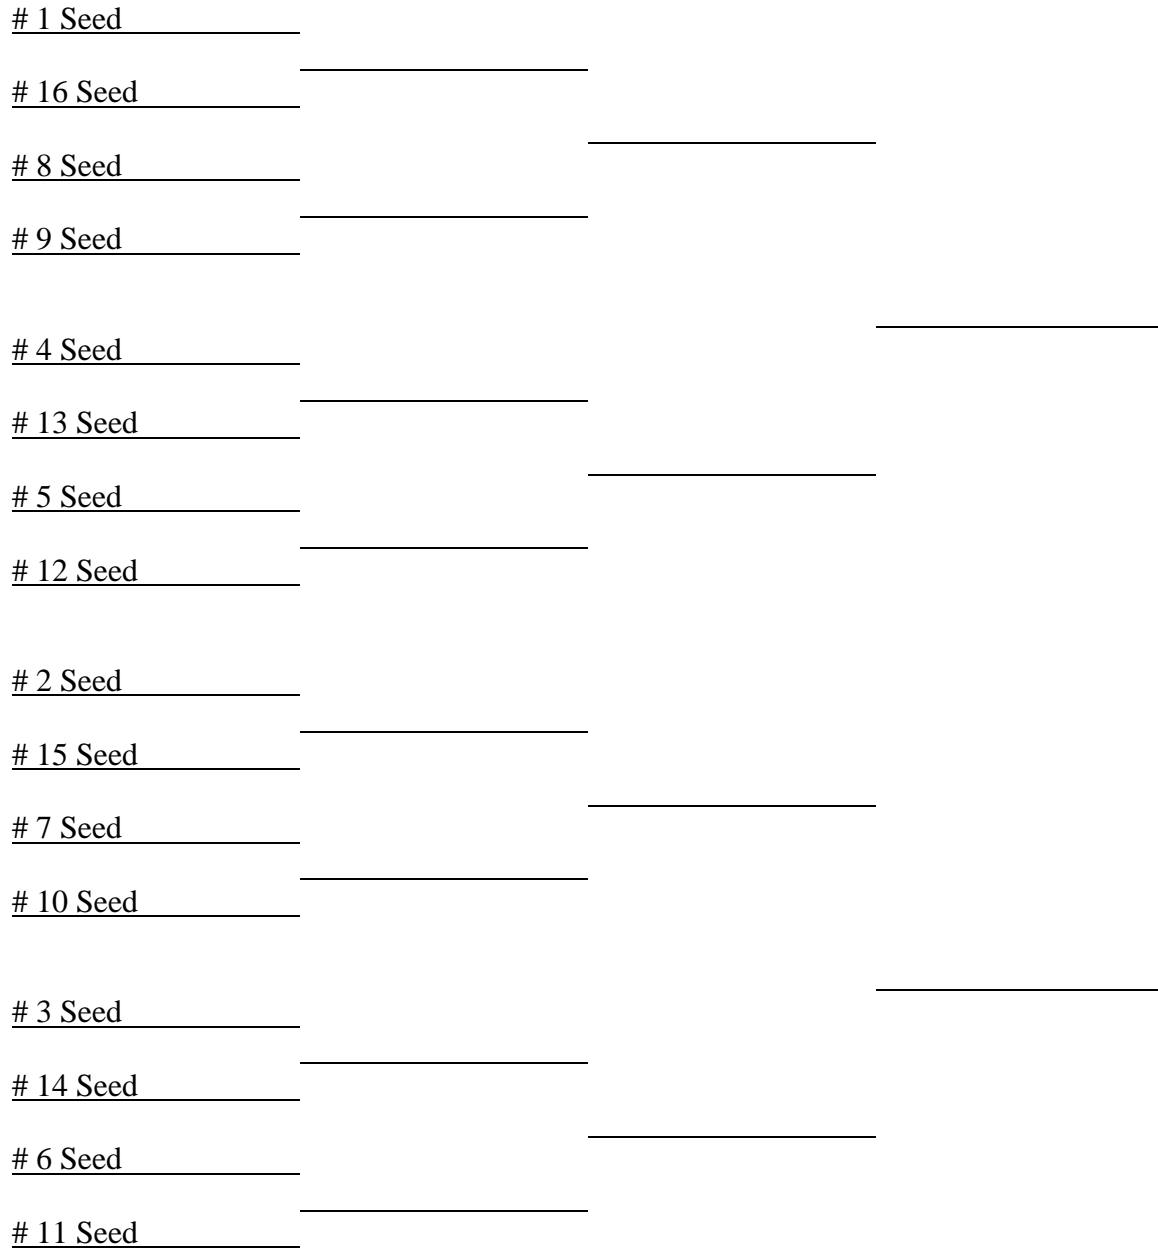 # 1 Seed
# 16 Seed
# 8 Seed
# 9 Seed
# 4 Seed
# 13 Seed
# 5 Seed
# 12 Seed
# 2 Seed
# 15 Seed
# 7 Seed
# 10 Seed
# 3 Seed
# 14 Seed
# 6 Seed
# 11 Seed